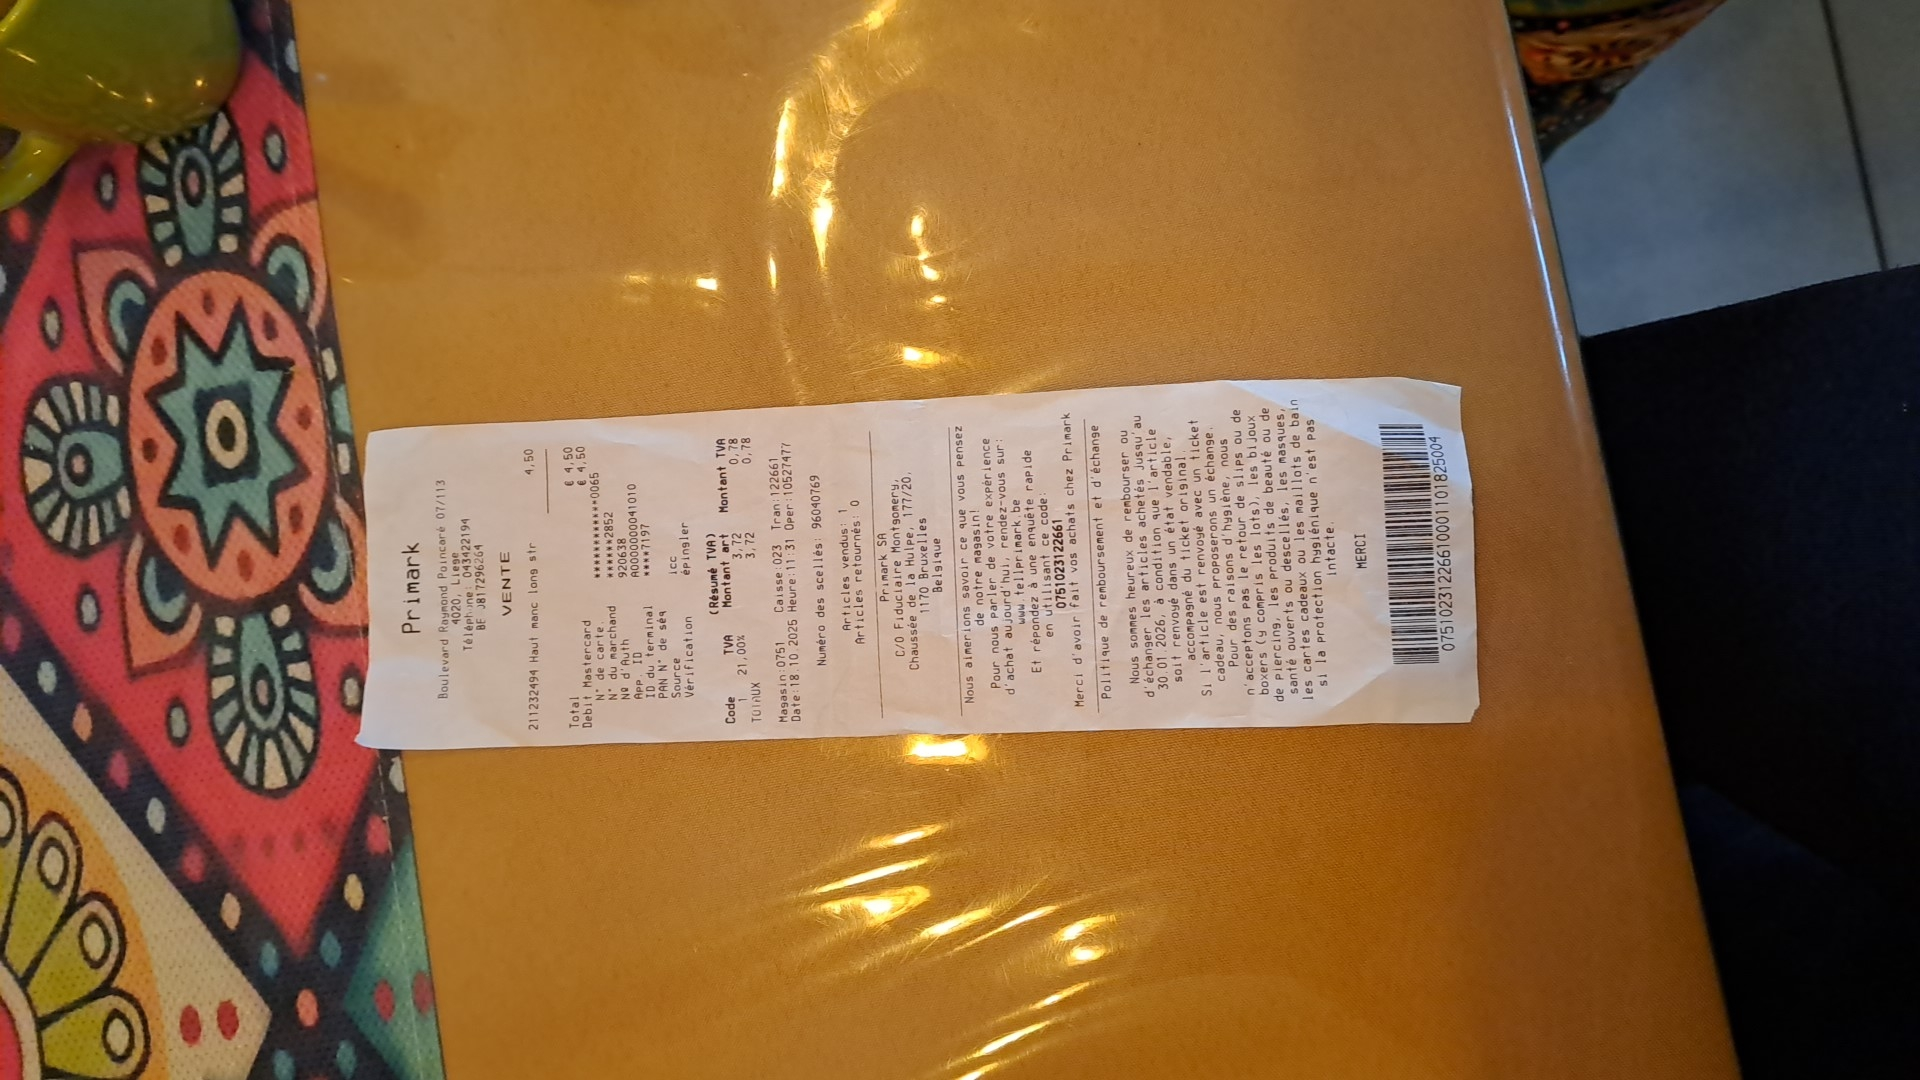 Primark
Boulevard Raymond Poincaré 07/113
4020, Liege
Téléphone: 043422194
BE J817296264
VENTE
211232494 Haut manc long str 4,50
Total € 4,50
Debit Mastercard € 4,50
N° de carte. ************0065
N° du marchand *****2852
Nº d'Auth 920638
App. ID A0000000041010
ID du terminal ****7197
PAN N° de séq
Source icc
Vérification épingler
(Résumé TVA)
Code TVA Montant art Montant TVA
1 21,00% 3,72 0,78
3,72 0,78
Magasin:0751 Caisse:023 Tran:122661
Date:18.10.2025 Heure:11:31 Oper:10527477
Numéro des scellés: 96040769
Articles vendus: 1
Articles retournés: 0
Primark SA
C/O Fiduciaire Montgomery,
Chaussée de la Hulpe, 177/20,
1170 Bruxelles
Belgique
Nous aimerions savoir ce que vous pensez
de notre magasin!
Pour nous parler de votre expérience
d'achat aujourd'hui, rendez-vous sur:
www.tellprimark.be
Et répondez à une enquête rapide
en utilisant ce code:
0751023122661
Merci d'avoir fait vos achats chez Primark
Politique de remboursement et d'échange
Nous sommes heureux de rembourser ou
d'échanger les articles achetés jusqu'au
30.01.2026, à condition que l'article
soit renvoyé dans un état vendable,
accompagné du ticket original.
Si l'article est renvoyé avec un ticket
cadeau, nous proposerons un échange.
Pour des raisons d'hygiène, nous
n'acceptons pas le retour de slips ou de
boxers (y compris les lots), les bijoux
de piercing, les produits de beauté ou de
santé ouverts ou descellés, les masques,
les cartes cadeaux ou les maillots de bain
si la protection hygiénique n'est pas
intacte.
MERCI
07510231226610001101825004